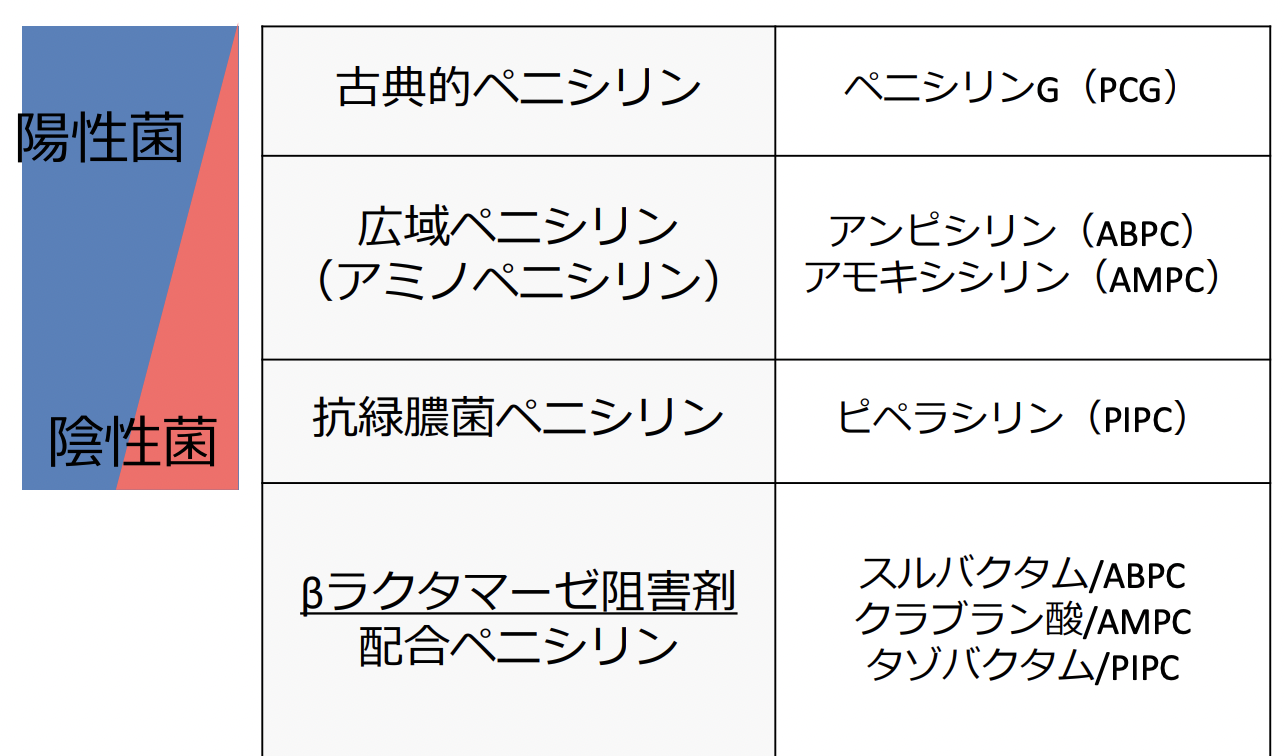 陽性菌
陰性菌
古典的ペニシリン
ペニシリンG（PCG）
広域ペニシリン
（アミノペニシリン）
アンピシリン（ABPC）
アモキシシリン（AMPC）
抗緑膿菌ペニシリン
ピペラシリン（PIPC）
βラクタマーゼ阻害剤
配合ペニシリン
スルバクタム/ABPC
クラブラン酸/AMPC
タゾバクタム/PIPC